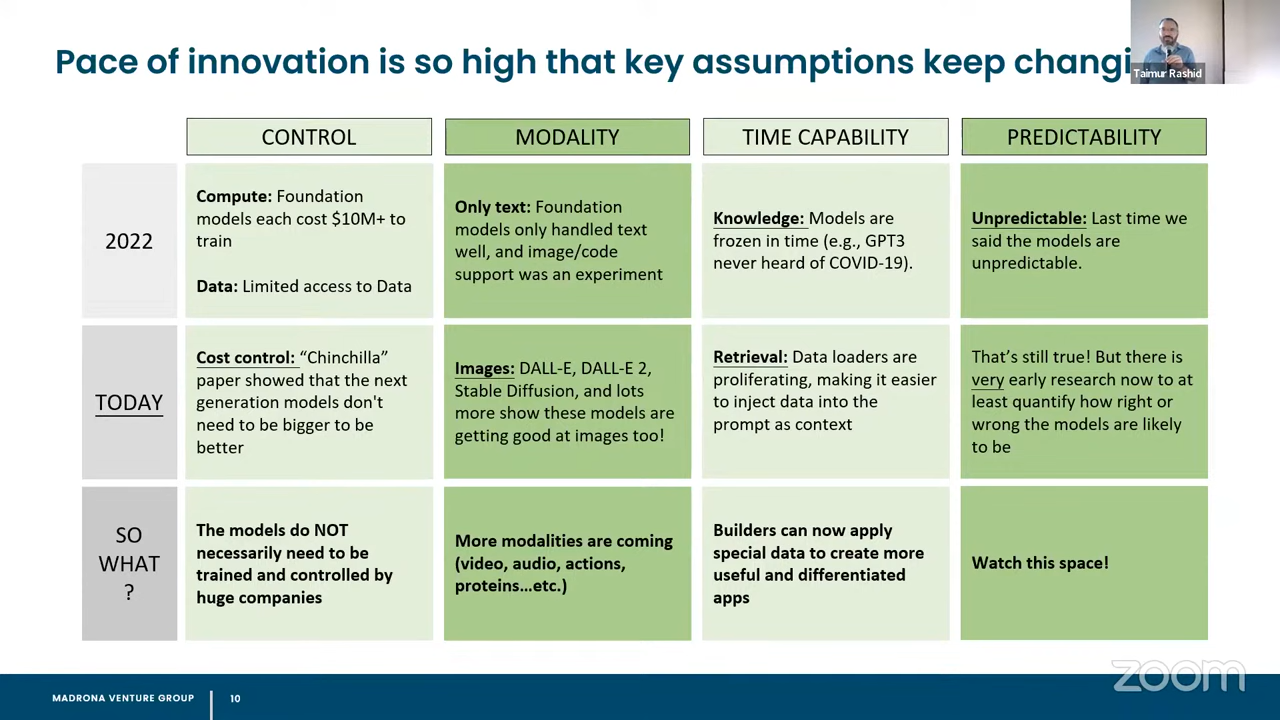 Pace of innovation is so high that key assumptions keep changi
Taimur Rashid
CONTROL
MODALITY
TIME CAPABILITY
PREDICTABILITY
2022
Compute: Foundation
models each cost $10M+ to
train
Data: Limited access to Data
Only text: Foundation
models only handled text
well, and image/code
support was an experiment
Knowledge: Models are
frozen in time (e.g., GPT3
never heard of COVID-19).
Unpredictable: Last time we
said the models are
unpredictable.
TODAY
Cost control: “Chinchilla”
paper showed that the next
generation models don't
need to be bigger to be
better
Images: DALL-E, DALL-E 2,
Stable Diffusion, and lots
more show these models are
getting good at images too!
Retrieval: Data loaders are
proliferating, making it easier
to inject data into the
prompt as context
That’s still true! But there is
very early research now to at
least quantify how right or
wrong the models are likely
to be
SO
WHAT
?
The models do NOT
necessarily need to be
trained and controlled by
huge companies
More modalities are coming
(video, audio, actions,
proteins…etc.)
Builders can now apply
special data to create more
useful and differentiated
apps
Watch this space!
MADRONA VENTURE GROUP
10
zoom